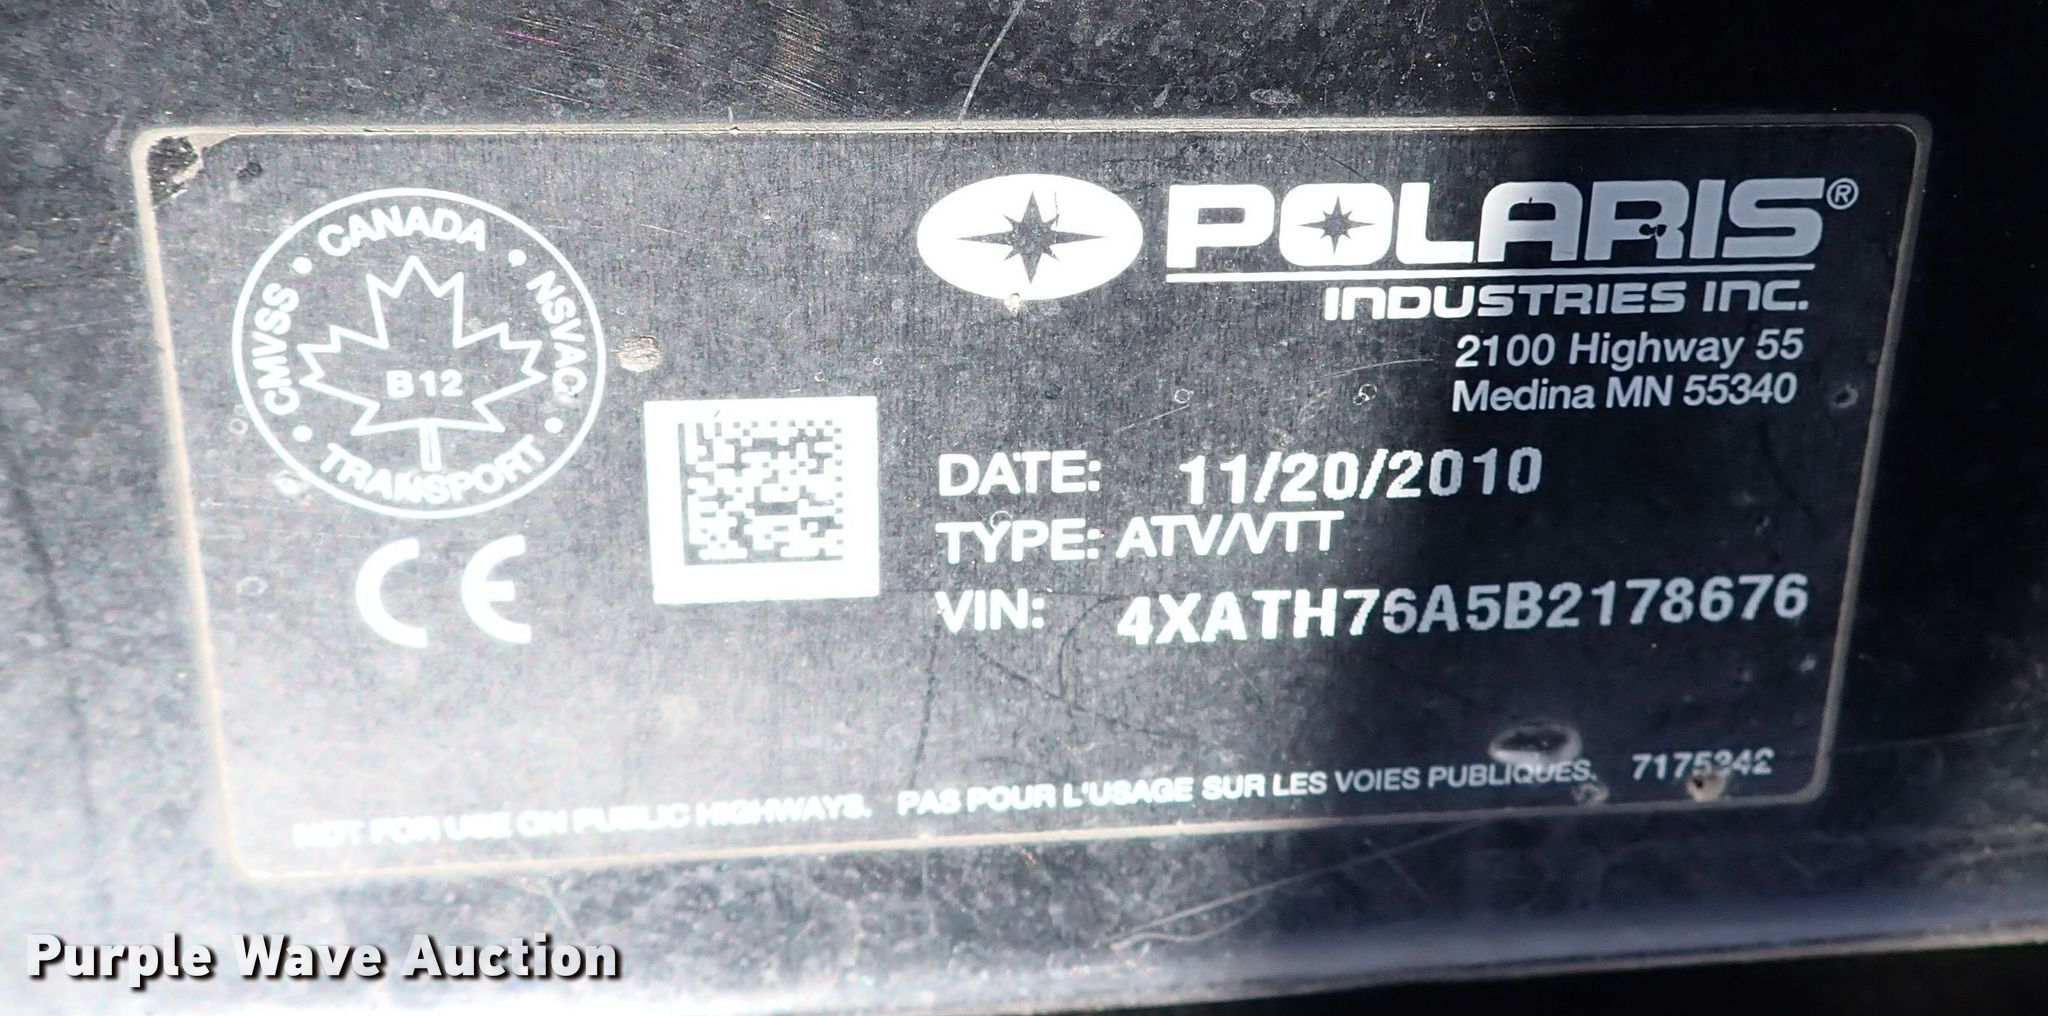 CANADA
CMVSS
NSVAC
B12
TRANSPORT
CE
POLARIS®
INDUSTRIES INC.
2100 Highway 55
Medina MN 55340
DATE: 11/20/2010
TYPE: ATV/VTT
VIN: 4XATH76A5B2178676
NOT FOR USE ON PUBLIC HIGHWAYS. PAS POUR L'USAGE SUR LES VOIES PUBLIQUES.
Purple Wave Auction